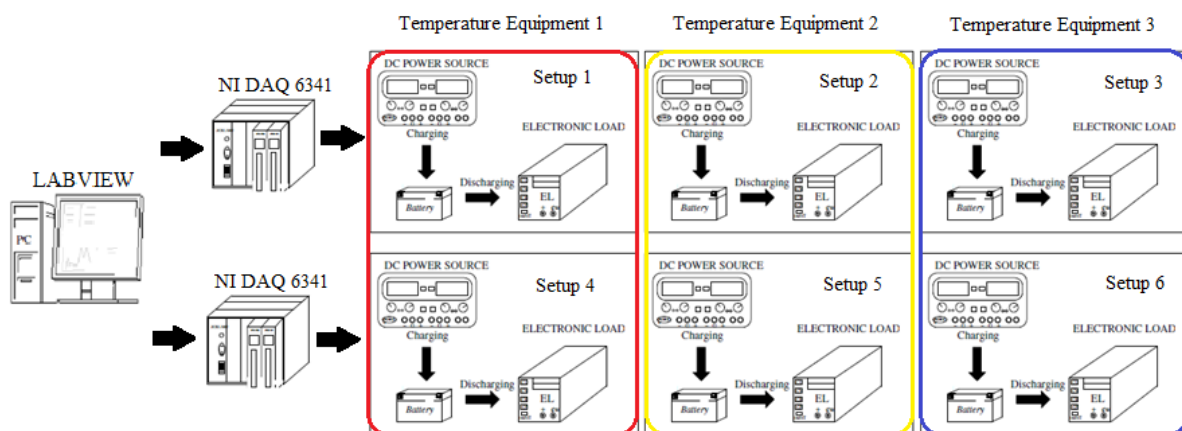 Temperature Equipment 1
Temperature Equipment 2
Temperature Equipment 3
DC POWER SOURCE
Setup 1
DC POWER SOURCE
Setup 2
DC POWER SOURCE
Setup 3
NI DAQ 6341
Charging
ELECTRONIC LOAD
Charging
ELECTRONIC LOAD
Charging
ELECTRONIC LOAD
LABVIEW
Discharging
EL
Battery
Discharging
EL
Battery
Discharging
EL
Battery
PC
NI DAQ 6341
DC POWER SOURCE
Setup 4
DC POWER SOURCE
Setup 5
DC POWER SOURCE
Setup 6
Charging
ELECTRONIC LOAD
Charging
ELECTRONIC LOAD
Charging
ELECTRONIC LOAD
Discharging
EL
Battery
Discharging
EL
Battery
Discharging
EL
Battery